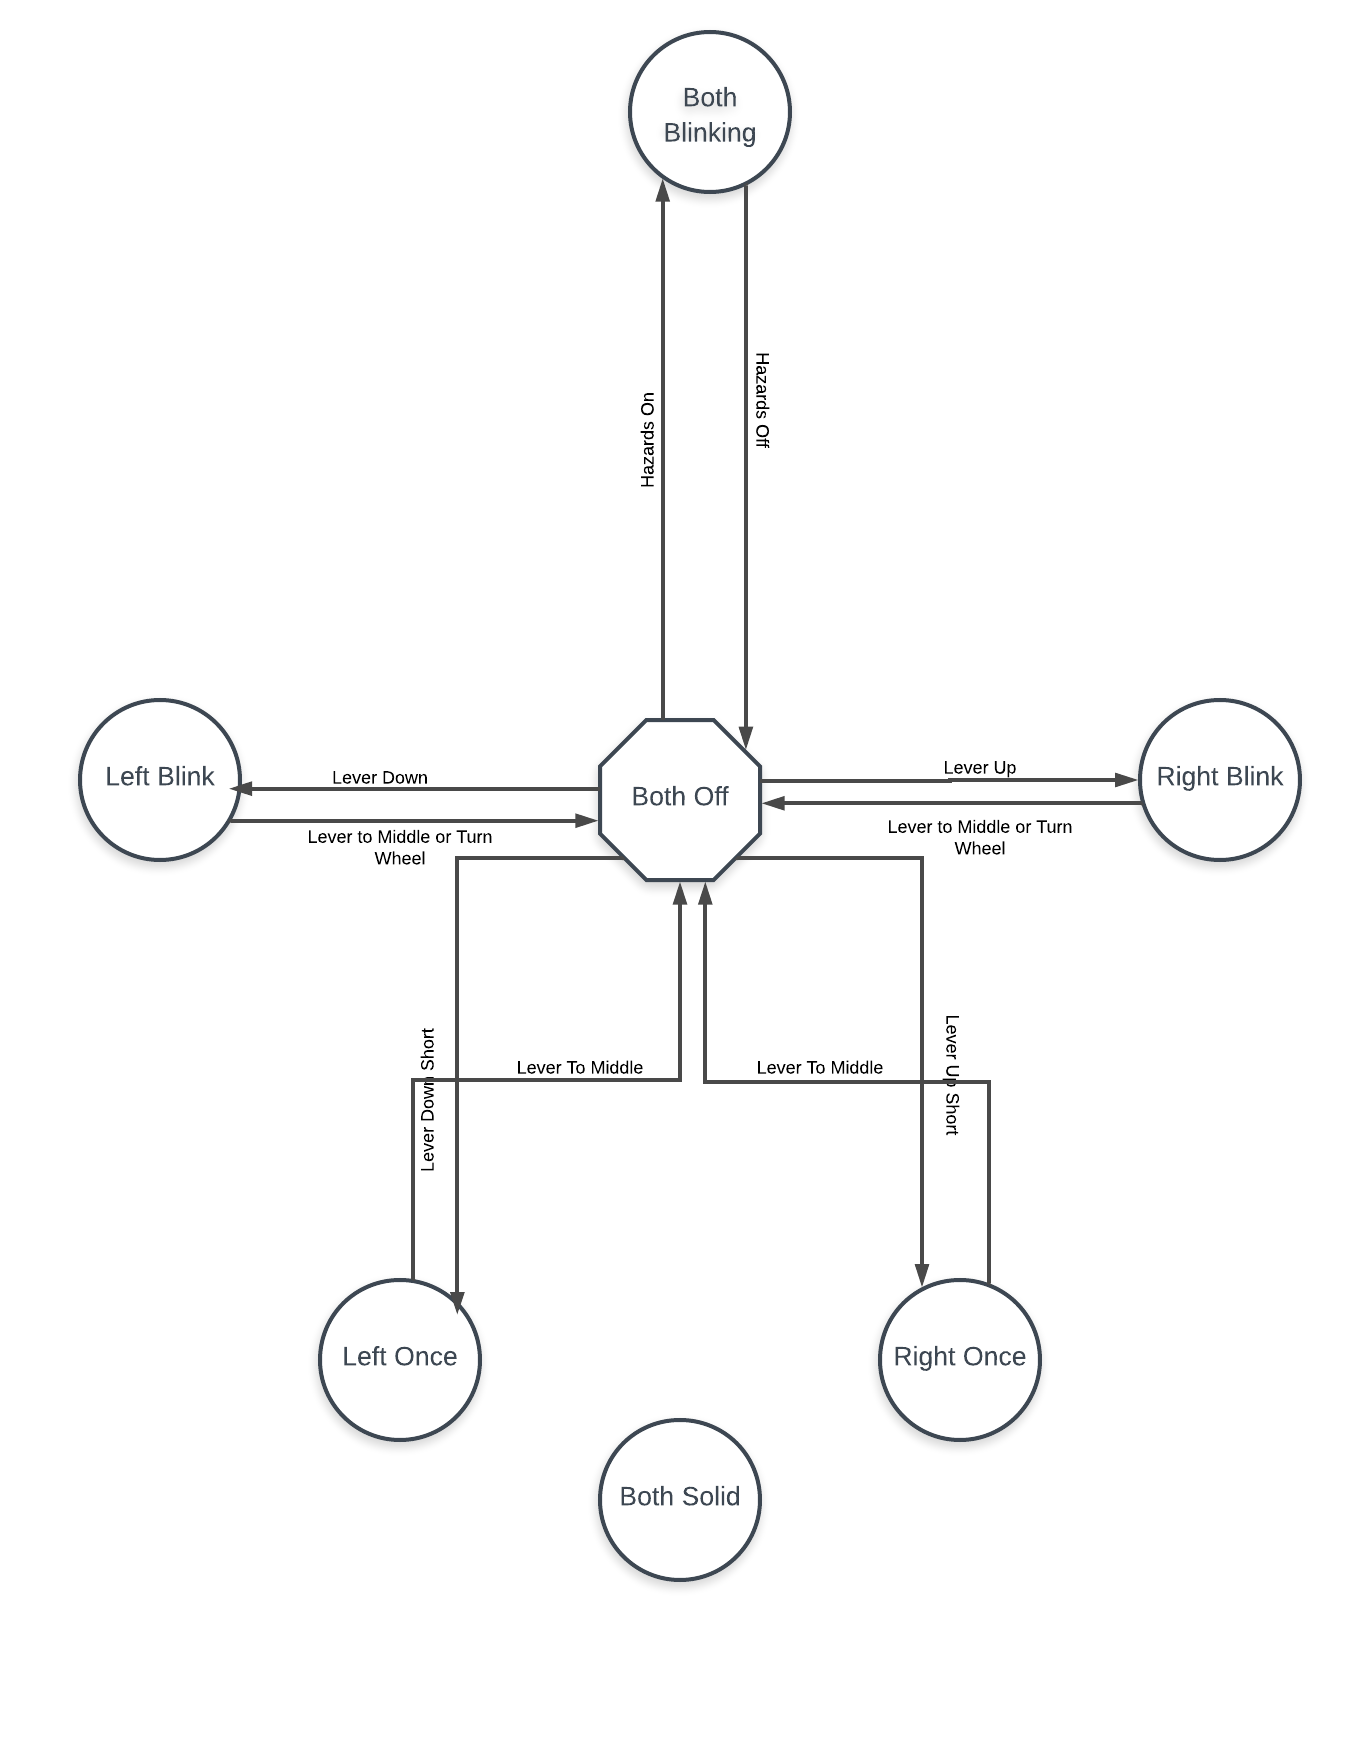 Both
Blinking
Hazards On
Hazards Off
Left Blink
Lever Down
Both Off
Lever Up
Right Blink
Lever to Middle or Turn
Wheel
Lever to Middle or Turn
Wheel
Lever Down Short
Lever To Middle
Lever To Middle
Lever Up Short
Left Once
Right Once
Both Solid